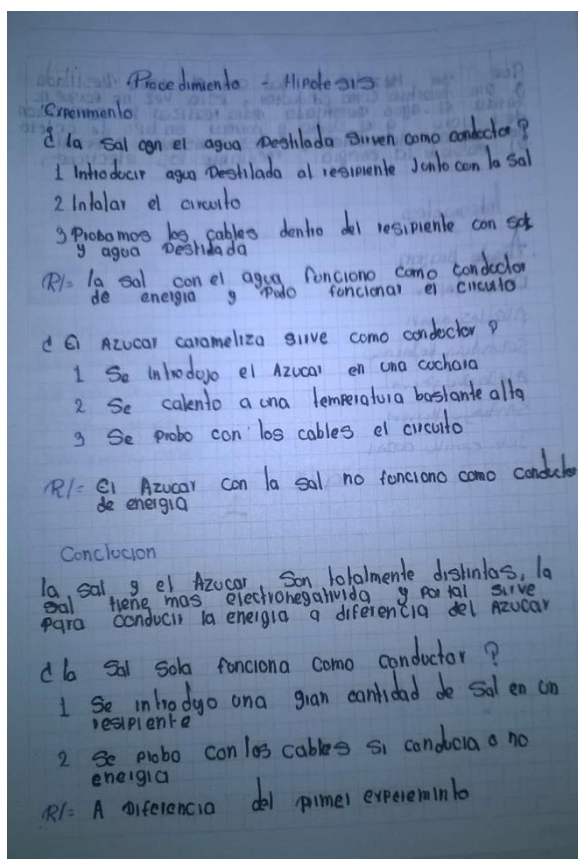 Procedimiento - Hipotesis
Experimento
¿ la sal con el agua Destilada sirven como conductor ?
1 Introducir agua Destilada al resipiente Junto con la sal
2 Intalar el circuito
3 Probamos los cables dentro del resipiente con sal
y agua Destidada
R/= la sal con el agua funciono como condoctor
de energia y Pudo funcionar el circuito
¿ El Azucar carameliza sirve como conductor ?
1 Se introdujo el Azucar en una cuchara
2 Se calento a una temperatura bastante alta
3 Se Probo con los cables el circuito
R/= El Azucar con la sal no funciono como conductor
de energia
Conclucion
la sal y el Azucar Son totalmente distintas, la
sal tiene mas electronegativida y por tal sirve
para conducir la energia a diferencia del Azucar
¿ la Sal Sola funciona como conductor ?
1 Se introdyo una gran cantidad de Sal en un
resipiente
2 Se probo con los cables si conducia o no
energia
R/= A Diferencia del pimer expereminto